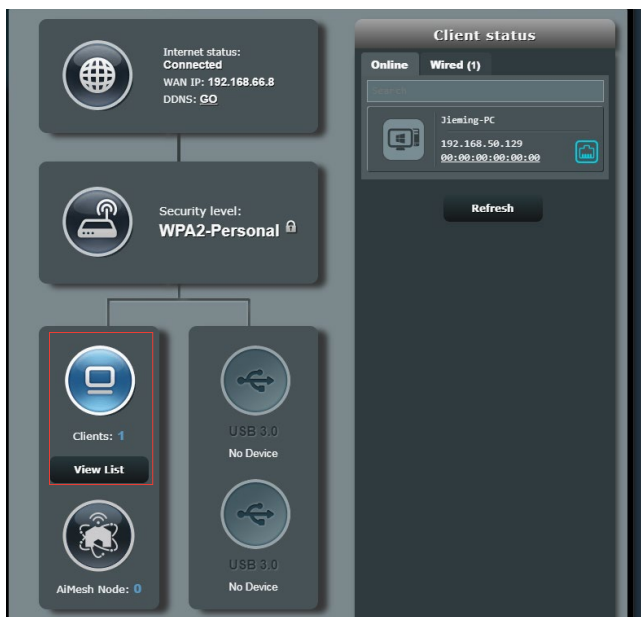 Internet status:
Connected
WAN IP: 192.168.66.8
DDNS: GO
Security level:
WPA2-Personal
Clients: 1
View List
AiMesh Node: 0
USB 3.0
No Device
USB 3.0
No Device
Client status
Online Wired (1)
Search
Jieming-PC
192.168.50.129
00:00:00:00:00:00
Refresh